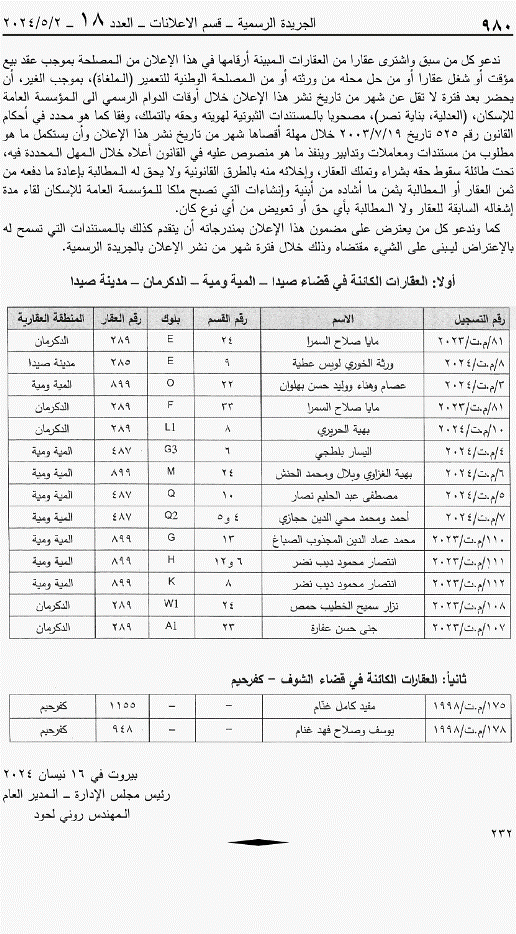 ٩٨٠ الجريدة الرسمية ـ قسم الاعلانات ـ العدد ١٨ ـ ٢٠٢٤/٥/٢
ندعو كل من سبق واشترى عقارا من العقارات المبينة أرقامها في هذا الإعلان من المصلحة بموجب عقد بيع
مؤقت أو شغل عقارا أو من حل محله من ورثته أو من المصلحة الوطنية للتعمير (الملغاة)، بموجب الغير، أن
يحضر بعد فترة لا تقل عن شهر من تاريخ نشر هذا الإعلان خلال أوقات الدوام الرسمي الى المؤسسة العامة
للإسكان، (العدلية، بناية نصر)، مصحوبا بالمستندات الثبوتية لهويته وحقه بالتملك، وفقا كما هو محدد في أحكام
القانون رقم ٥٢٥ تاريخ ٢٠٠٣/٧/١٩ خلال مهلة أقصاها شهر من تاريخ نشر هذا الإعلان وأن يستكمل ما هو
مطلوب من مستندات ومعاملات وتدابير وينفذ ما هو منصوص عليه في القانون أعلاه خلال المهل المحددة فيه،
تحت طائلة سقوط حقه بشراء وتملك العقار، وإخلائه منه بالطرق القانونية ولا يحق له المطالبة بإعادة ما دفعه من
ثمن العقار أو المطالبة بثمن ما أشاده من أبنية وإنشاءات التي تصبح ملكا للمؤسسة العامة للإسكان لقاء مدة
إشغاله السابقة للعقار ولا المطالبة بأي حق أو تعويض من أي نوع كان.
كما وندعو كل من يعترض على مضمون هذا الإعلان بمندرجاته أن يتقدم كذلك بالمستندات التي تسمح له
بالإعتراض ليبنى على الشيء مقتضاه وذلك خلال فترة شهر من نشر الإعلان بالجريدة الرسمية.
أولا: العقارات الكائنة في قضاء صيدا ـ المية ومية ـ الدكرمان ـ مدينة صيدا
رقم التسجيل الاسم رقم القسم بلوك رقم العقار المنطقة العقارية
٨١/م.ت/٢٠٢٣ مايا صلاح السمرا ٢٤ E ٢٨٩ الدكرمان
٨/م.ت/٢٠٢٤ ورثة الخوري لويس عطية ٩ E ٢٨٥ مدينة صيدا
٣/م.ت/٢٠٢٤ عصام وهناء ووليد حسن بهلوان ٢٢ O ٨٩٩ المية ومية
٨١/م.ت/٢٠٢٣ مايا صلاح السمرا ٣٣ F ٢٨٩ الدكرمان
١٠/م.ت/٢٠٢٤ بهية الحريري ٨ L1 ٢٨٩ الدكرمان
٤/م.ت/٢٠٢٤ اليسار بلطجي ٦ G3 ٤٨٧ المية ومية
٦/م.ت/٢٠٢٤ بهية الغزاوي وبلال ومحمد الحنش ٢٤ M ٨٩٩ المية ومية
٥/م.ت/٢٠٢٤ مصطفى عبد الحليم نصار ١٠ Q ٤٨٧ المية ومية
٧/م.ت/٢٠٢٤ أحمد ومحمد محي الدين حجازي ٤ و ٥ Q2 ٤٨٧ المية ومية
١١٠/م.ت/٢٠٢٣ محمد عماد الدين المجذوب الصباغ ١٣ G ٨٩٩ المية ومية
١١١/م.ت/٢٠٢٣ انتصار محمود ديب نضر ٦ و ١٢ H ٨٩٩ المية ومية
١١٢/م.ت/٢٠٢٣ انتصار محمود ديب نضر ٨ K ٨٩٩ المية ومية
١٠٨/م.ت/٢٠٢٣ نزار سميح الخطيب حمص ٢٤ W1 ٢٨٩ الدكرمان
١٠٧/م.ت/٢٠٢٣ جنى حسن عفارة ٢٣ A1 ٢٨٩ الدكرمان
ثانياً: العقارات الكائنة في قضاء الشوف - كفرحيم
١٧٥/م.ت/١٩٩٨ مفيد كامل غنّام – – ١١٥٥ كفرحيم
١٧٨/م.ت/١٩٩٨ يوسف وصلاح فهد غنام – – ٩٤٨ كفرحيم
بيروت في ١٦ نيسان ٢٠٢٤
رئيس مجلس الإدارة ـ المدير العام
المهندس روني لحود
٢٣٢